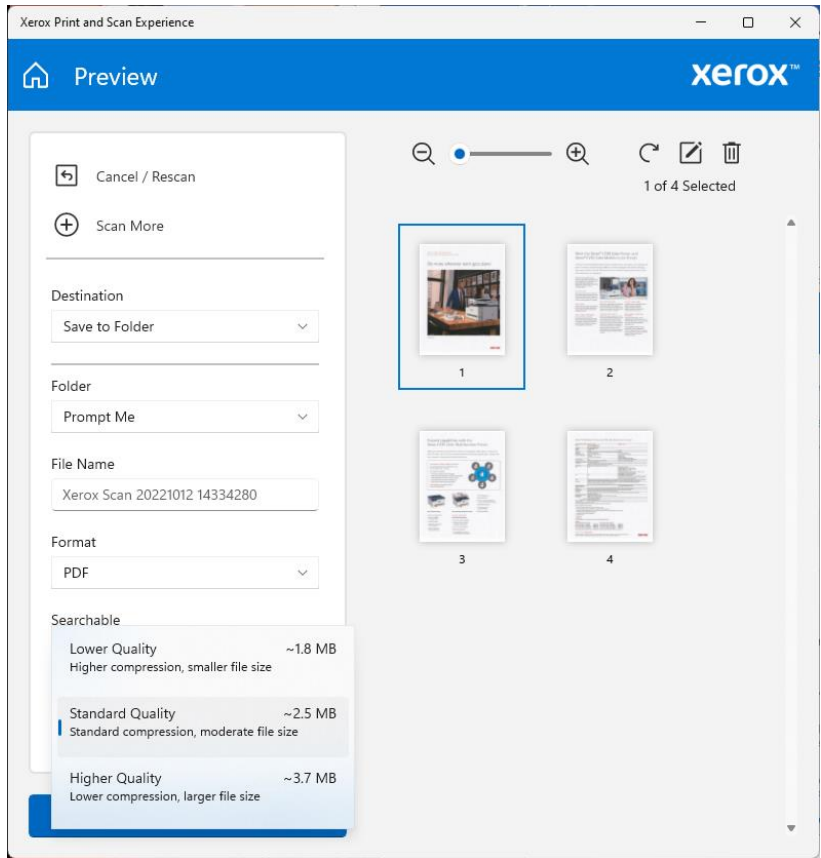 Xerox Print and Scan Experience
Preview
xerox™
Cancel / Rescan
Scan More
1 of 4 Selected
Destination
Save to Folder
Folder
Prompt Me
File Name
Xerox Scan 20221012 14334280
Format
PDF
Searchable
Lower Quality ~1.8 MB
Higher compression, smaller file size
Standard Quality ~2.5 MB
Standard compression, moderate file size
Higher Quality ~3.7 MB
Lower compression, larger file size
1
2
3
4